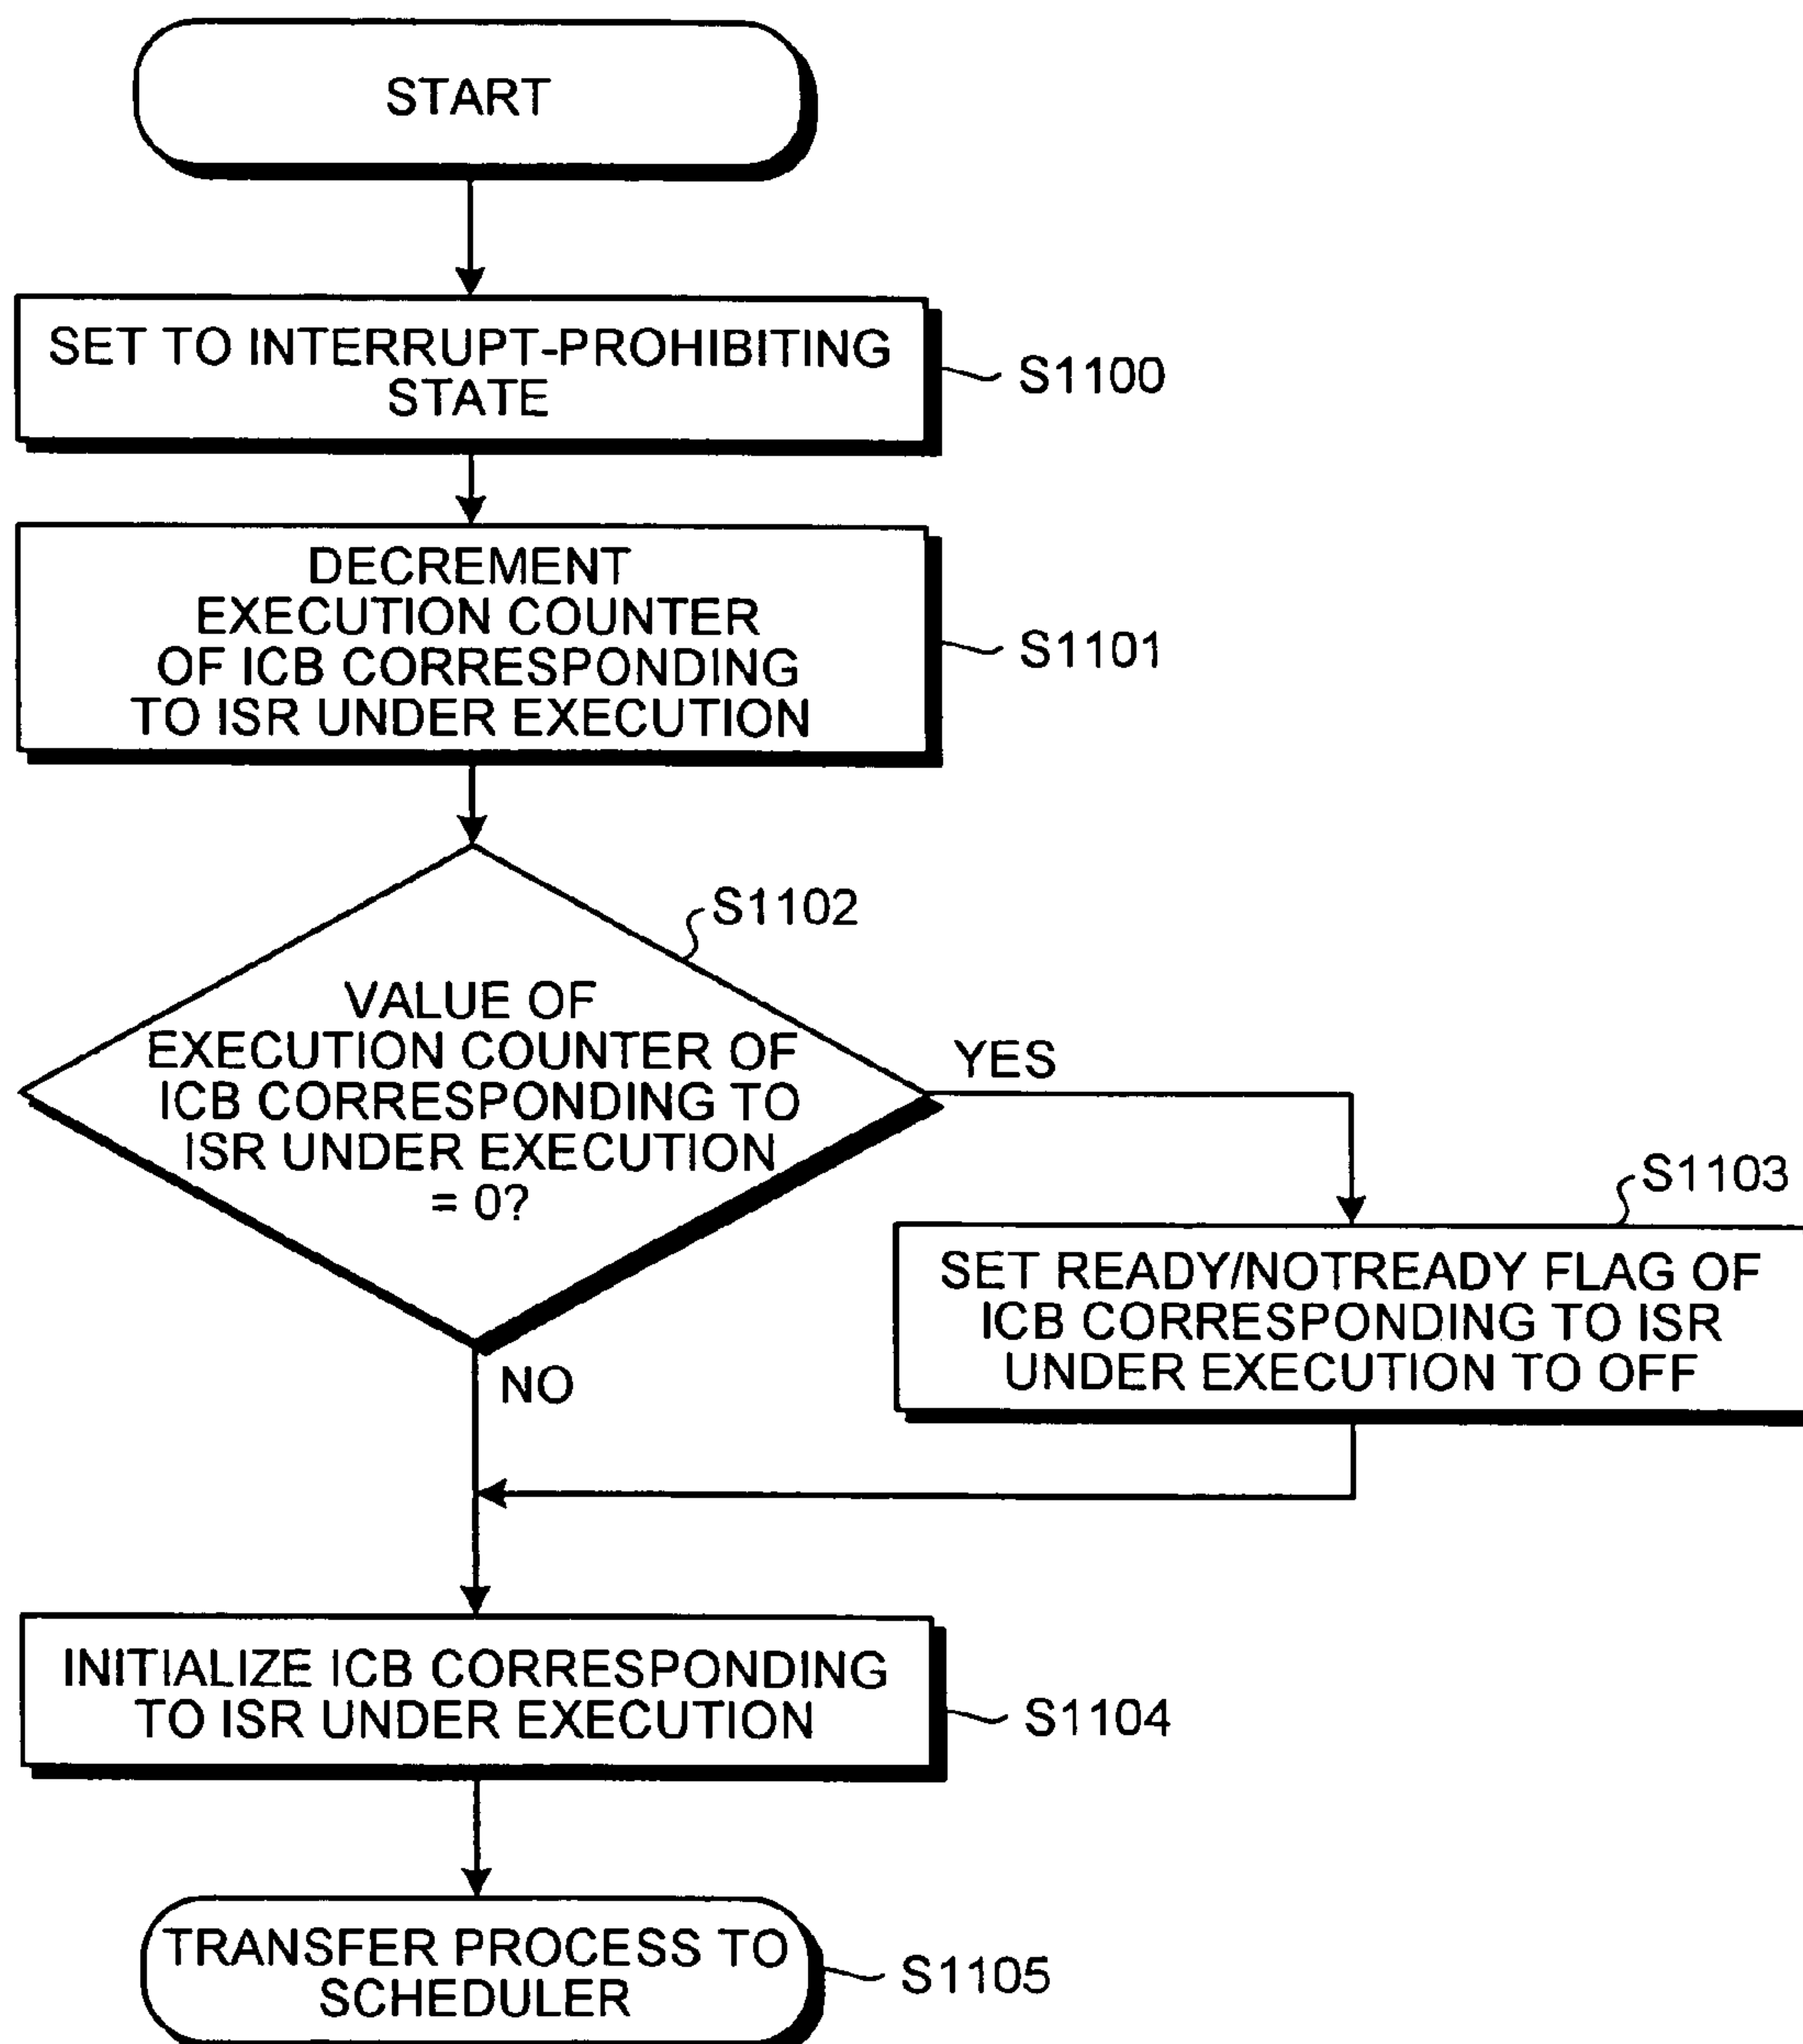 START
SET TO INTERRUPT-PROHIBITING
STATE
S1100
DECREMENT
EXECUTION COUNTER
OF ICB CORRESPONDING
TO ISR UNDER EXECUTION
S1101
S1102
VALUE OF
EXECUTION COUNTER OF
ICB CORRESPONDING TO
ISR UNDER EXECUTION
= 0?
YES
S1103
SET READY/NOTREADY FLAG OF
ICB CORRESPONDING TO ISR
UNDER EXECUTION TO OFF
NO
INITIALIZE ICB CORRESPONDING
TO ISR UNDER EXECUTION
S1104
TRANSFER PROCESS TO
SCHEDULER
S1105